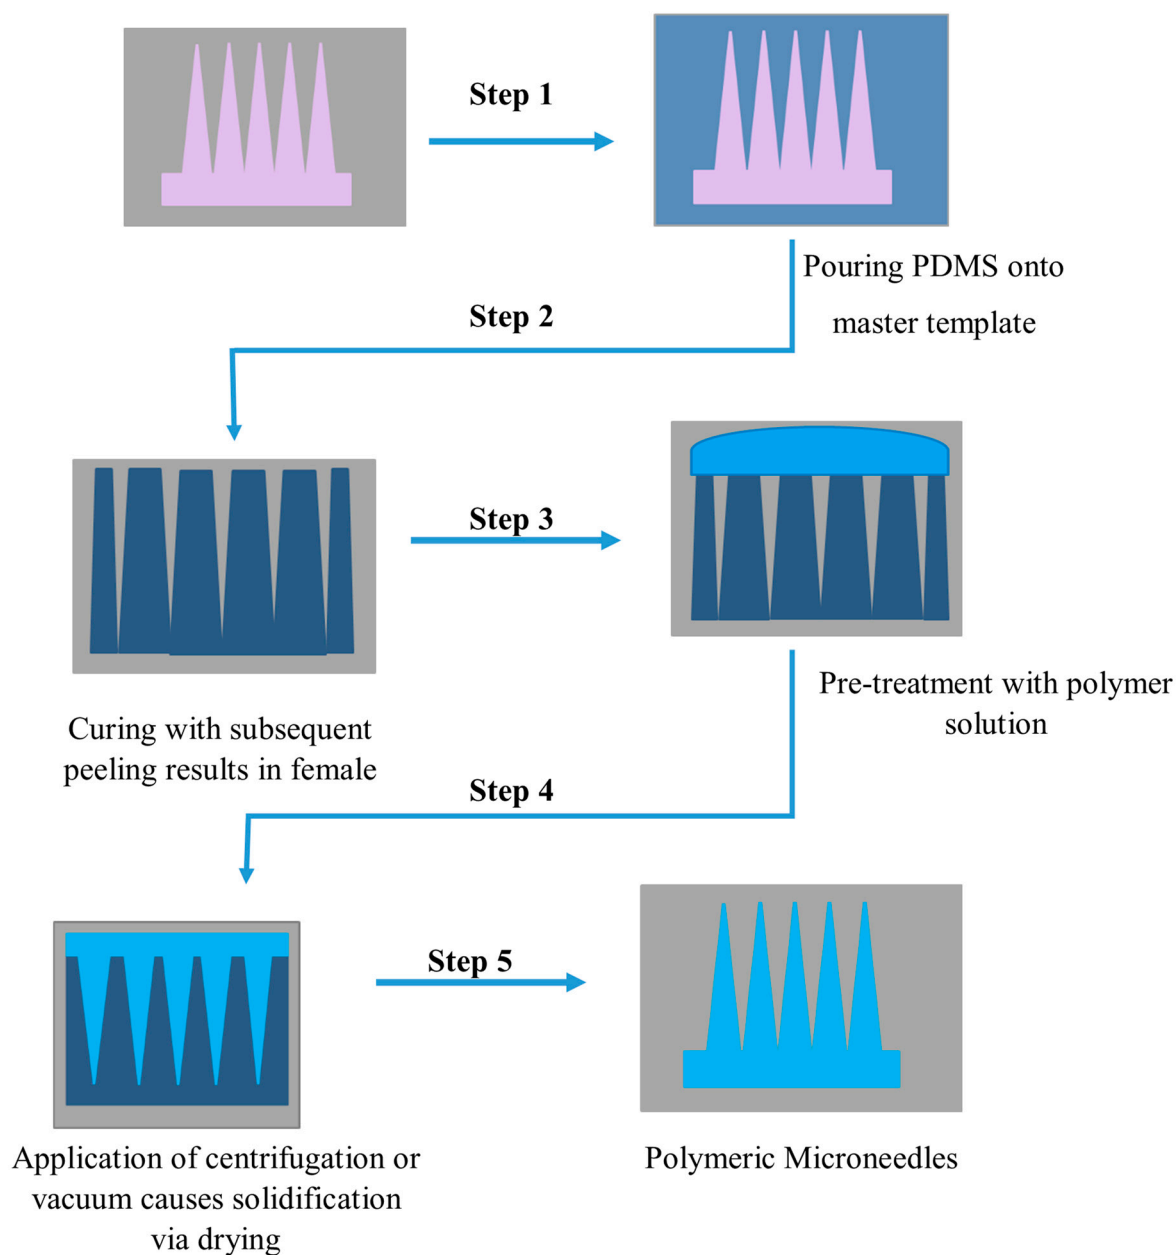 Step 1
Pouring PDMS onto
master template
Step 2
Step 3
Curing with subsequent
peeling results in female
Pre-treatment with polymer
solution
Step 4
Step 5
Application of centrifugation or
vacuum causes solidification
via drying
Polymeric Microneedles